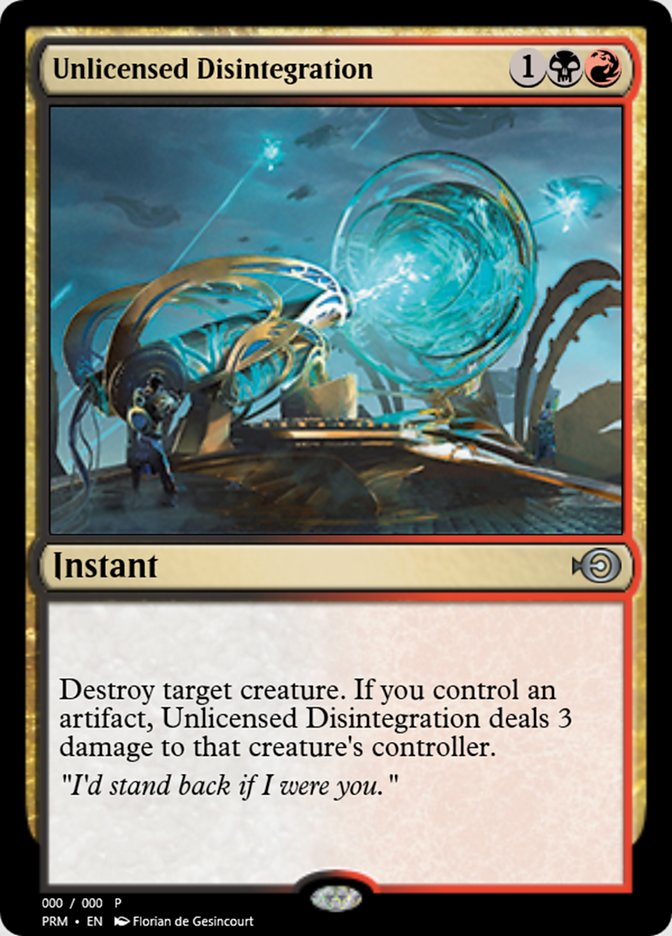 Unlicensed Disintegration 1
Instant
Destroy target creature. If you control an
artifact, Unlicensed Disintegration deals 3
damage to that creature's controller.
"I'd stand back if I were you."
000 / 000 P
PRM • EN Florian de Gesincourt